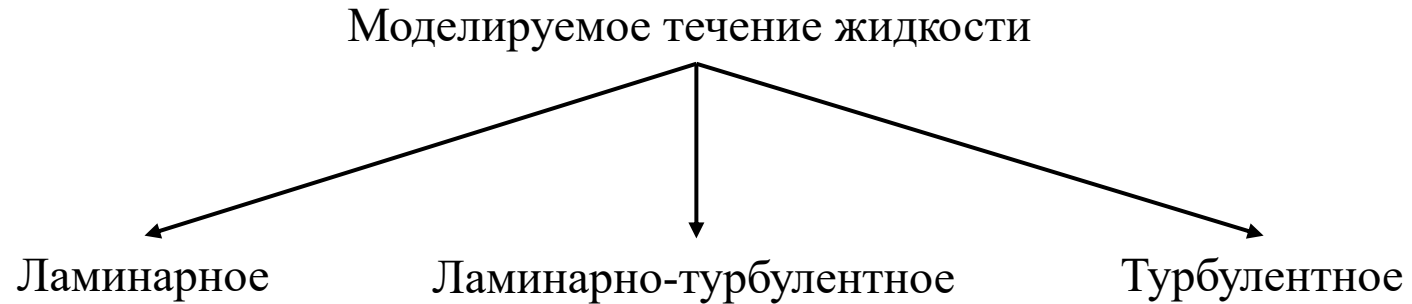 Моделируемое течение жидкости
Ламинарное
Ламинарно-турбулентное
Турбулентное